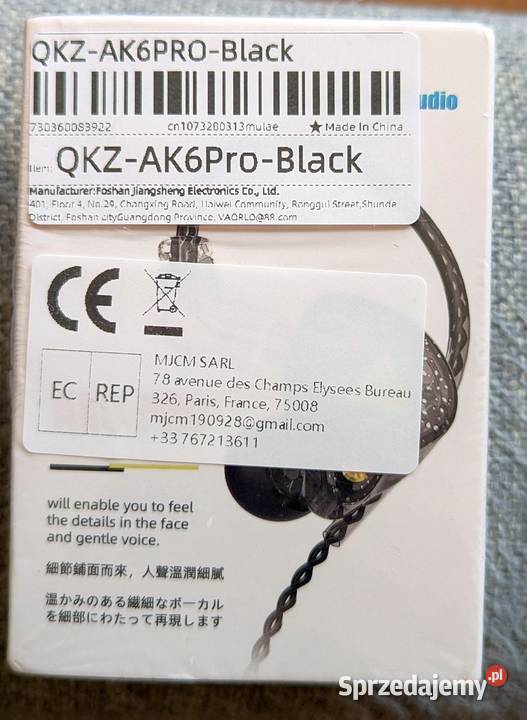 QKZ-AK6PRO-Black
udio
730360083922
cn1073200313mulae
★Made In China
Item: QKZ-AK6Pro-Black
Manufacturer:Foshan Jiangsheng Electronics Co., Ltd.
401, Floor 4, No.29, Changxing Road, Haiwei Community, Ronggui Street,Shunde
District, Foshan cityGuangdong Province, VAORLO@88.com
CE
EC REP
MJCM SARL
78 avenue des Champs Elysees Bureau
326, Paris, France, 75008
mjcm190928@gmail.com
+33 767213611
will enable you to feel
the details in the face
and gentle voice.
細節鋪面而來，人聲溫潤細膩
温かみのある繊細なボーカル
を細部にわたって再現します
Sprzedajemy.pl